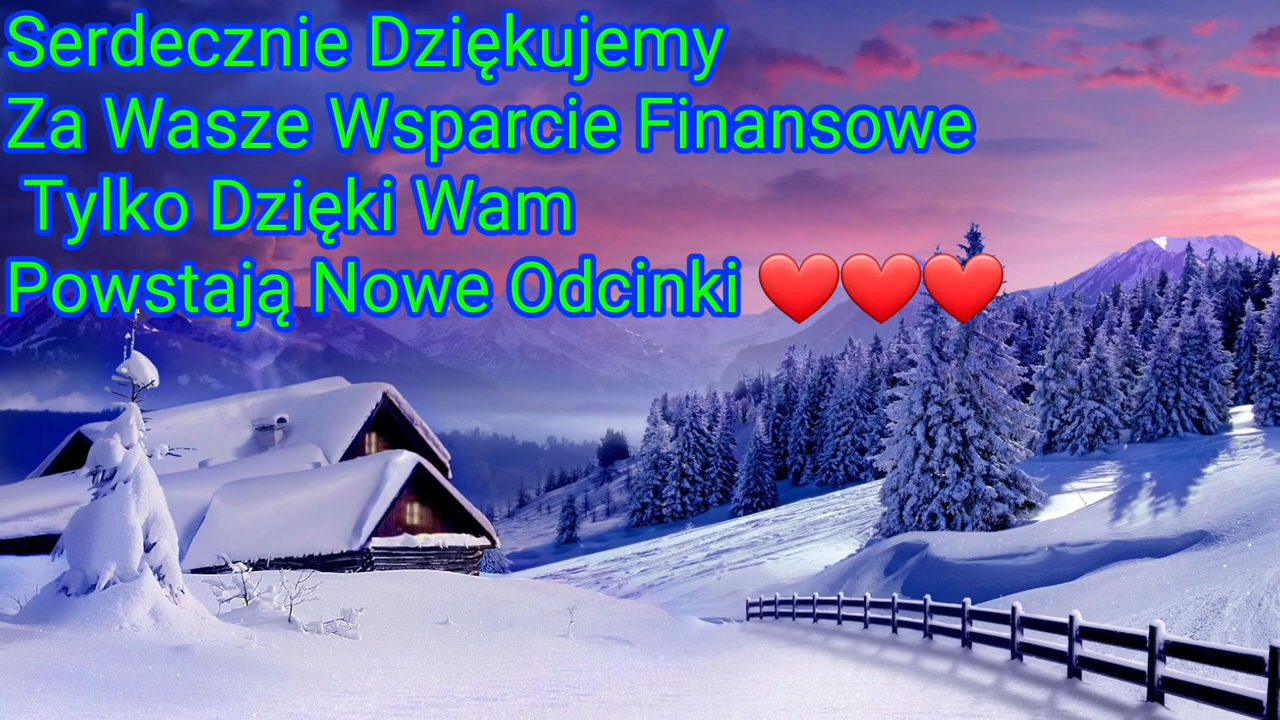 Serdecznie Dziękujemy
Za Wasze Wsparcie Finansowe
Tylko Dzięki Wam
Powstają Nowe Odcinki ❤️❤️❤️